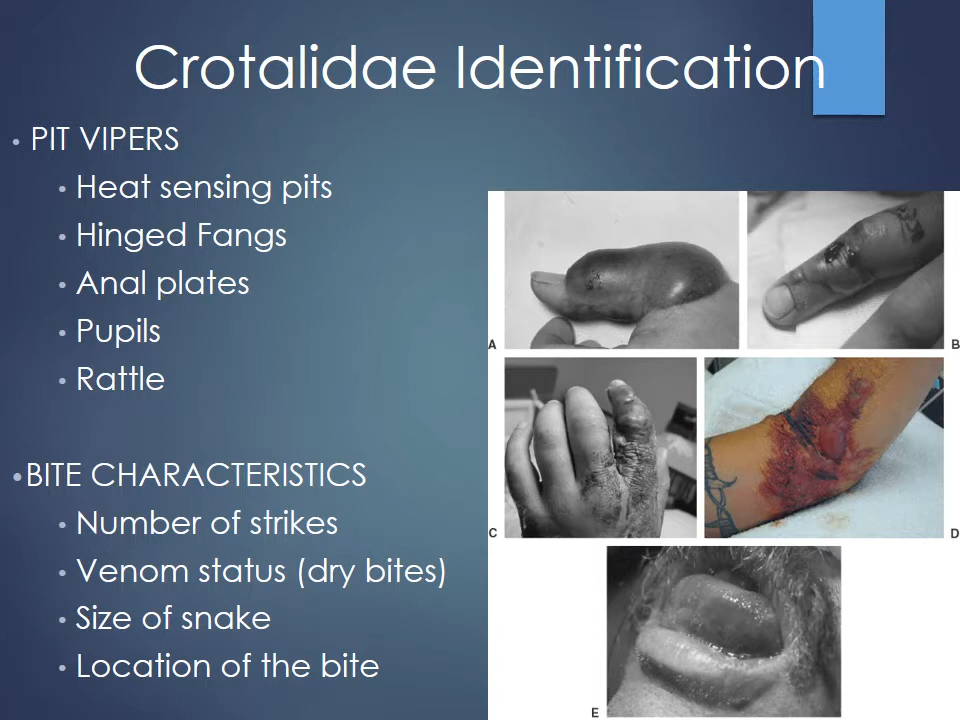 Crotalidae Identification
• PIT VIPERS
• Heat sensing pits
• Hinged Fangs
• Anal plates
• Pupils
• Rattle
• BITE CHARACTERISTICS
• Number of strikes
• Venom status (dry bites)
• Size of snake
• Location of the bite
A
B
C
D
E